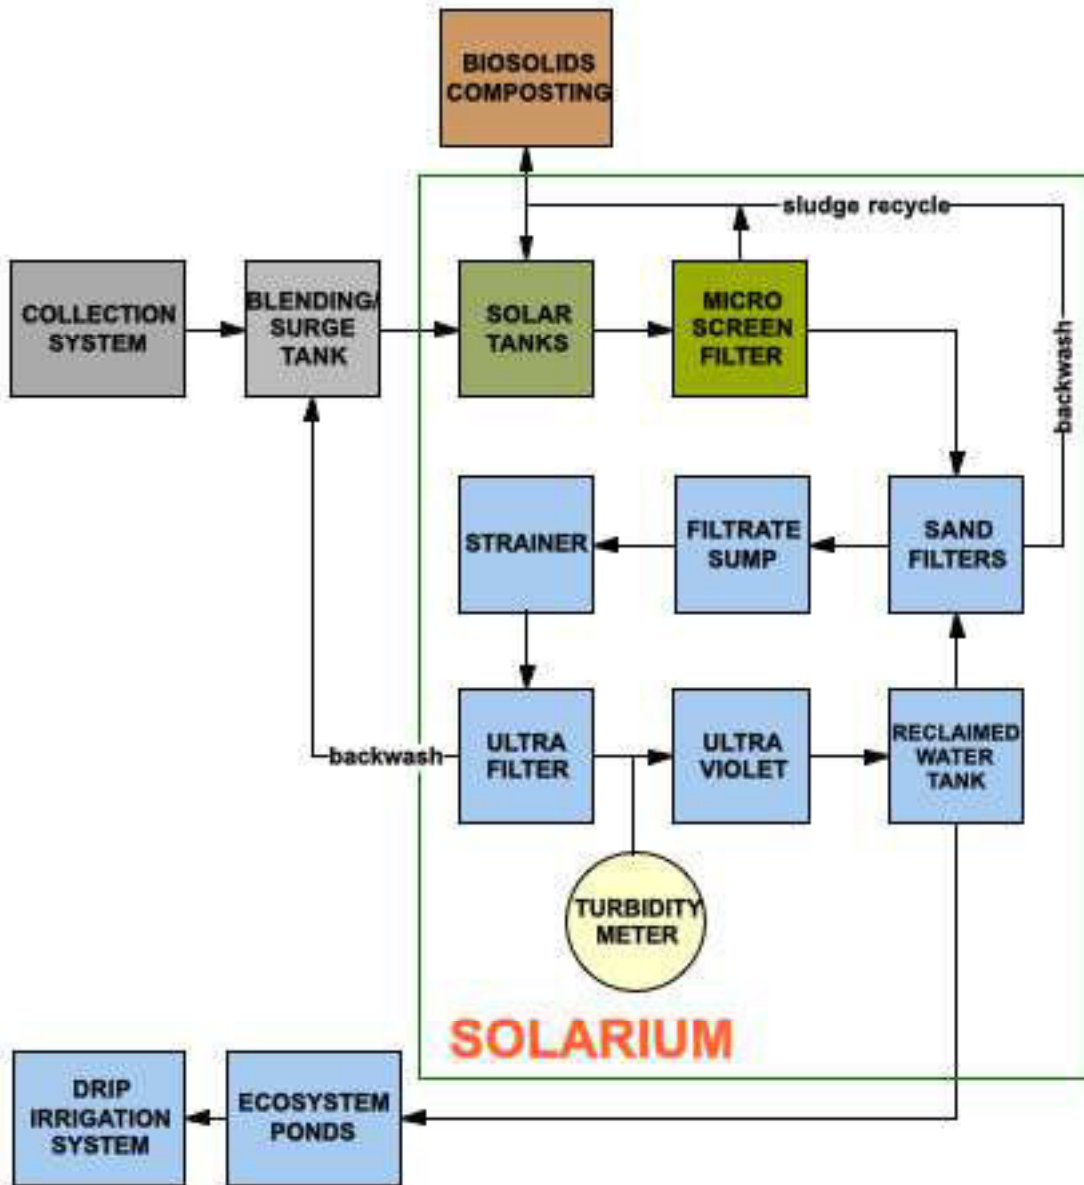 BIOSOLIDS
COMPOSTING
sludge recycle
COLLECTION
SYSTEM
BLENDING/
SURGE
TANK
SOLAR
TANKS
MICRO
SCREEN
FILTER
backwash
STRAINER
FILTRATE
SUMP
SAND
FILTERS
backwash
ULTRA
FILTER
ULTRA
VIOLET
RECLAIMED
WATER
TANK
TURBIDITY
METER
SOLARIUM
DRIP
IRRIGATION
SYSTEM
ECOSYSTEM
PONDS